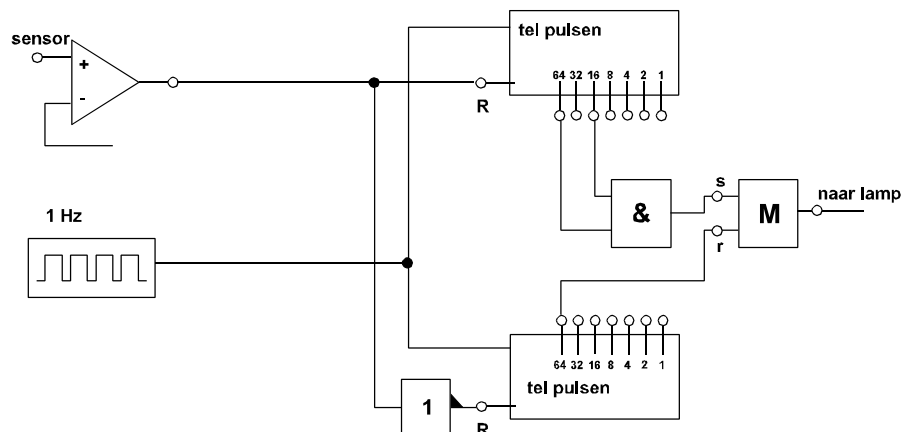 sensor
+
-
tel pulsen
64 32 16 8 4 2 1
R
&
s
r
M
naar lamp
1 Hz
64 32 16 8 4 2 1
tel pulsen
1
R